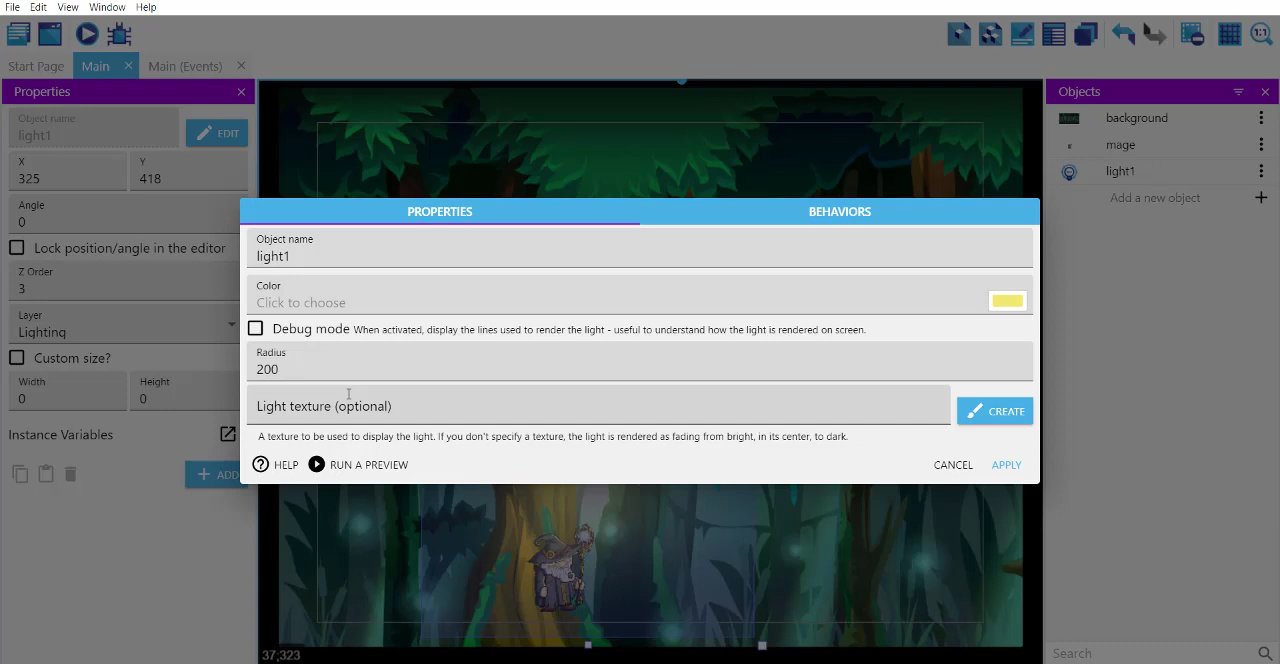 File Edit View Window Help
Start Page Main Main (Events)
Properties
Object name
light1
EDIT
X
325
Y
418
Angle
0
Lock position/angle in the editor
Z Order
3
Layer
Lighting
Custom size?
Width
0
Height
0
Instance Variables
ADD
PROPERTIES BEHAVIORS
Object name
light1
Color
Click to choose
Debug mode When activated, display the lines used to render the light - useful to understand how the light is rendered on screen.
Radius
200
Light texture (optional)
CREATE
A texture to be used to display the light. If you don't specify a texture, the light is rendered as fading from bright, in its center, to dark.
HELP RUN A PREVIEW CANCEL APPLY
37,323
1:1
Objects
background
mage
light1
Add a new object
Search